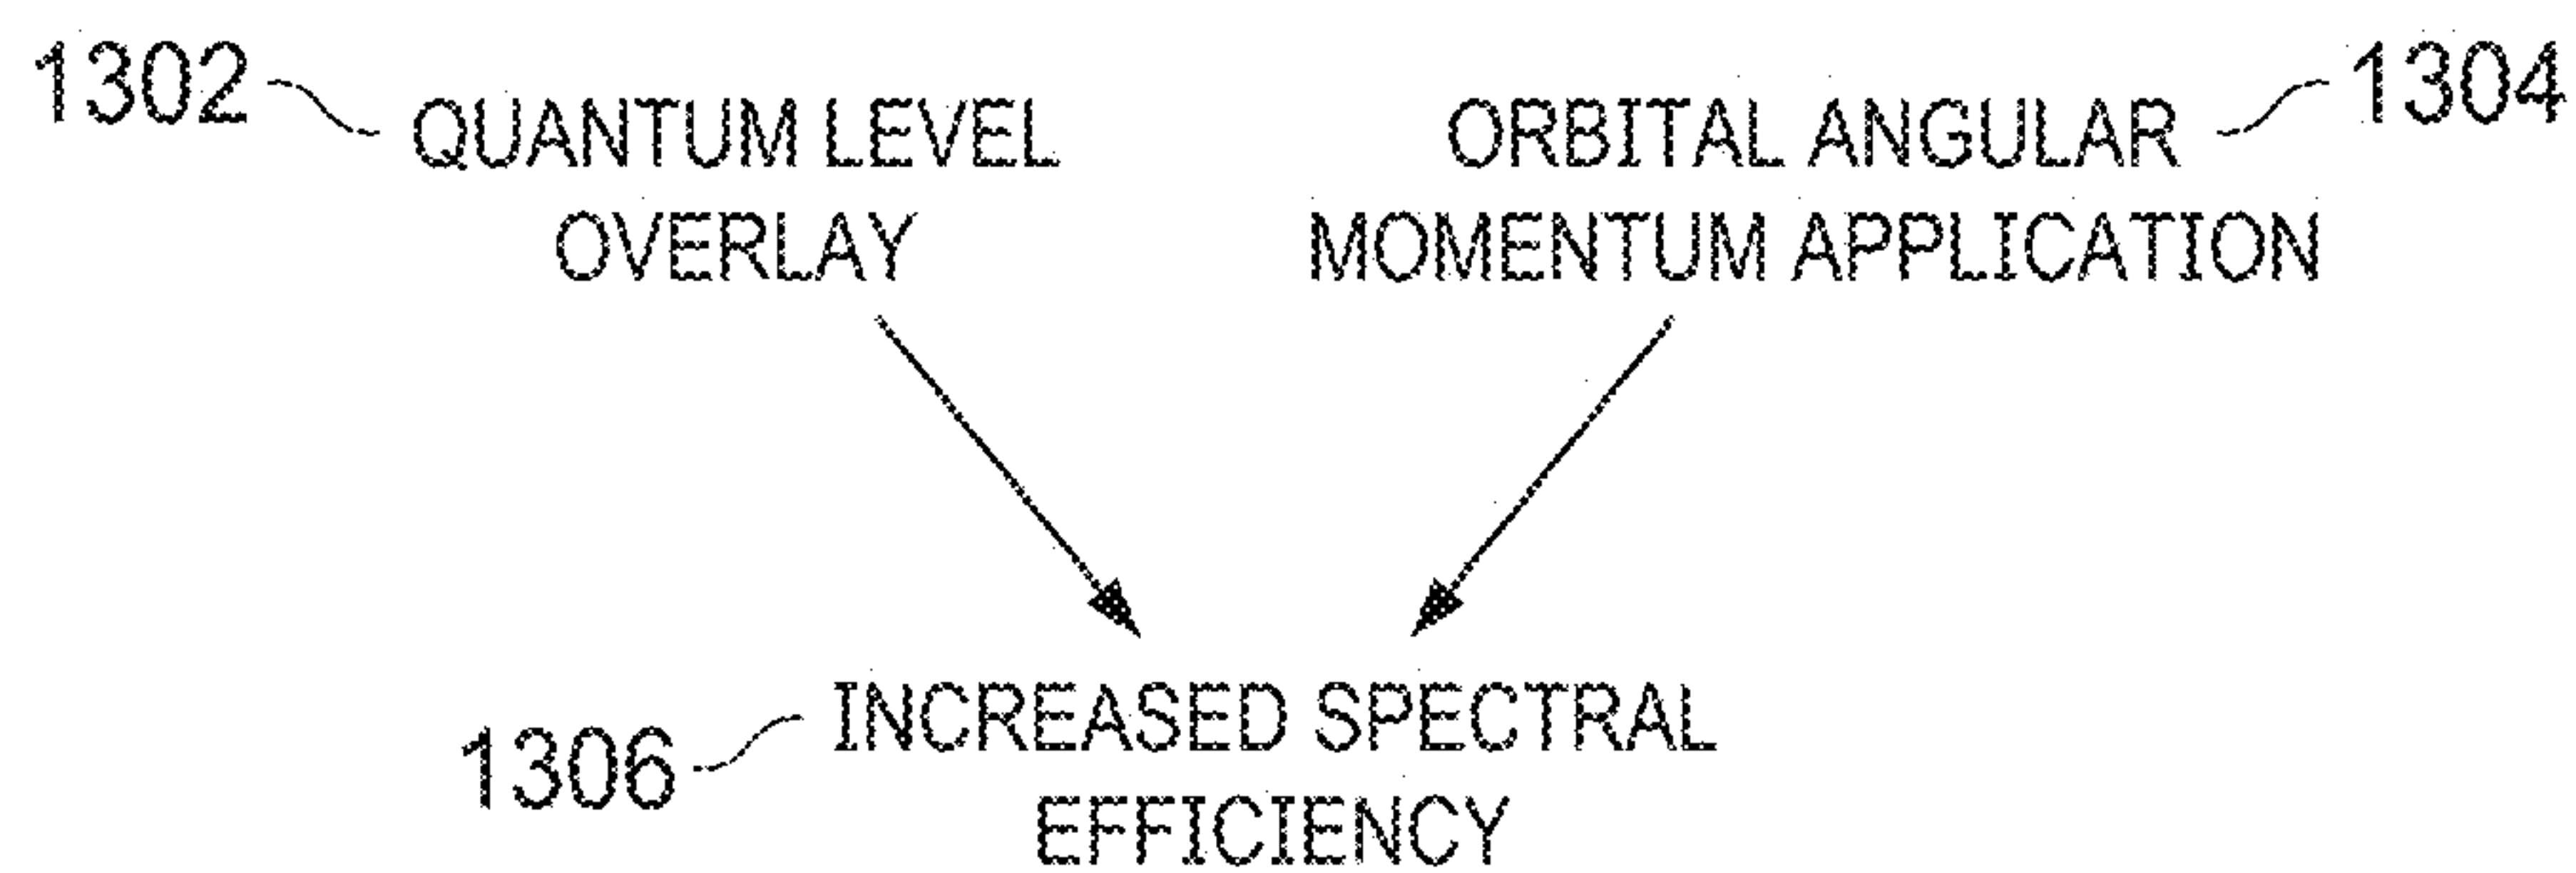 1302
QUANTUM LEVEL
OVERLAY
ORBITAL ANGULAR
MOMENTUM APPLICATION
1304
1306
INCREASED SPECTRAL
EFFICIENCY